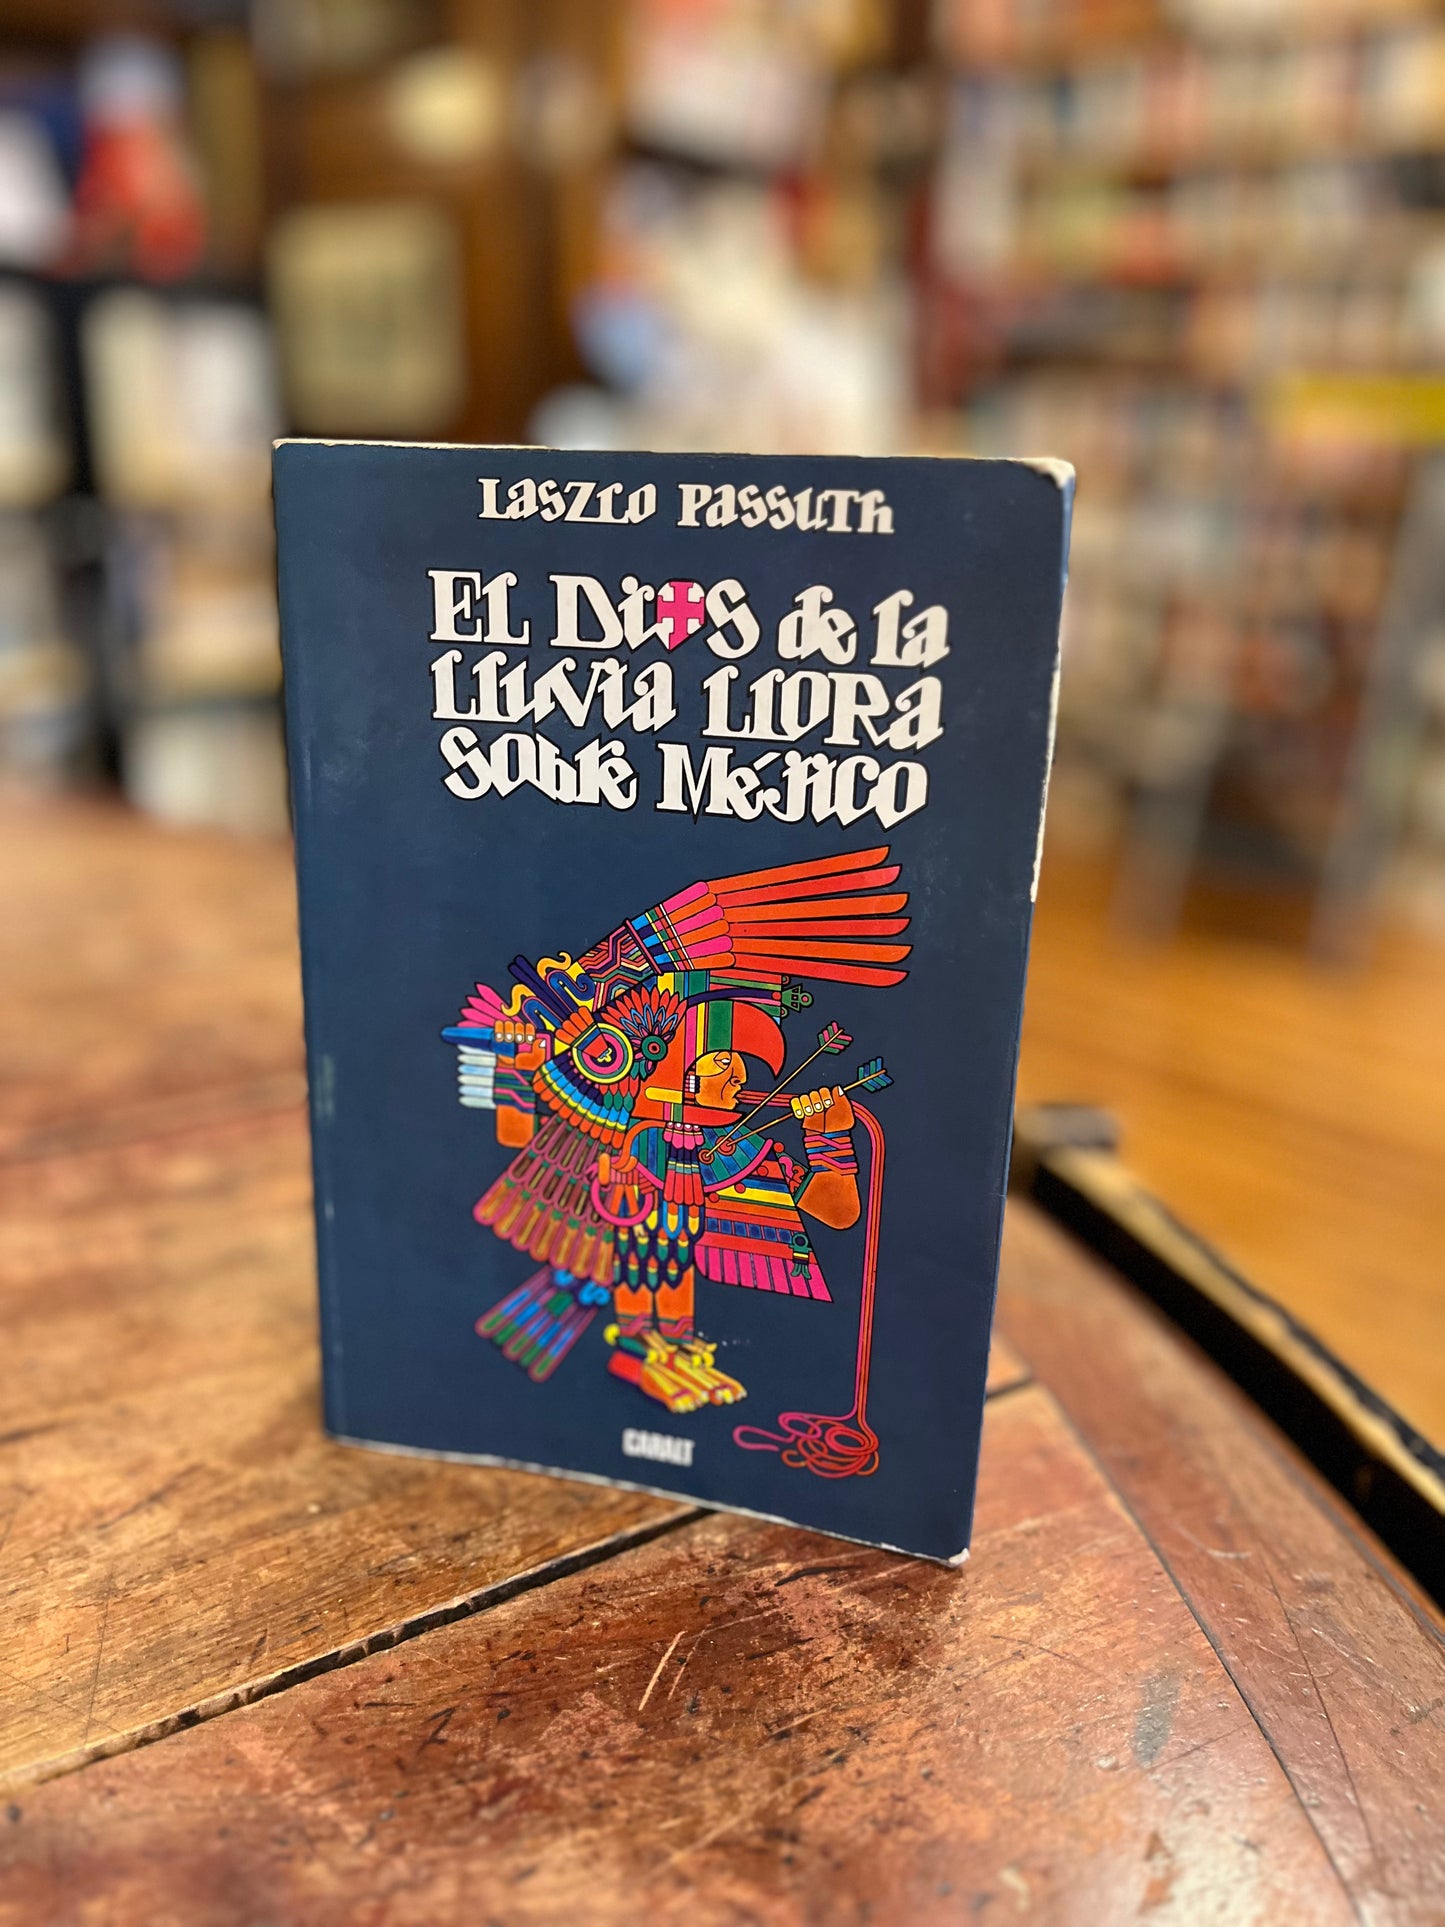 LASZLO PASSUTH
EL DIOS de la
LLUVIA LLORA
SOBRE MÉJICO
CARALT